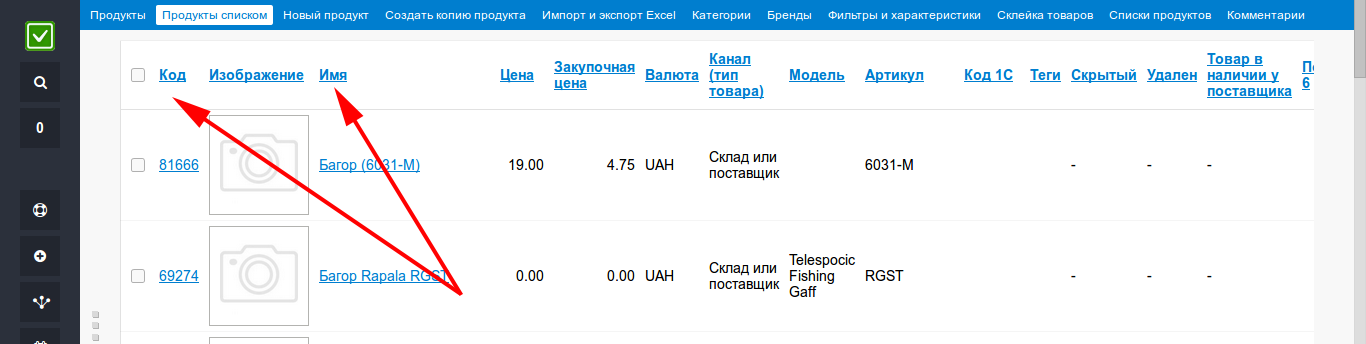 Продукты Продукты списком Новый продукт Создать копию продукта Импорт и экспорт Excel Категории Бренды Фильтры и характеристики Склейка товаров Списки продуктов Комментарии
0
Код Изображение Имя Цена Закупочная цена Валюта Канал (тип товара) Модель Артикул Код 1С Теги Скрытый Удален Товар в наличии у поставщика
6
81666 Багор (6031-М) 19.00 4.75 UAH Склад или поставщик 6031-М - - -
69274 Багор Rapala RGST 0.00 0.00 UAH Склад или поставщик Telespocic Fishing Gaff RGST - - -